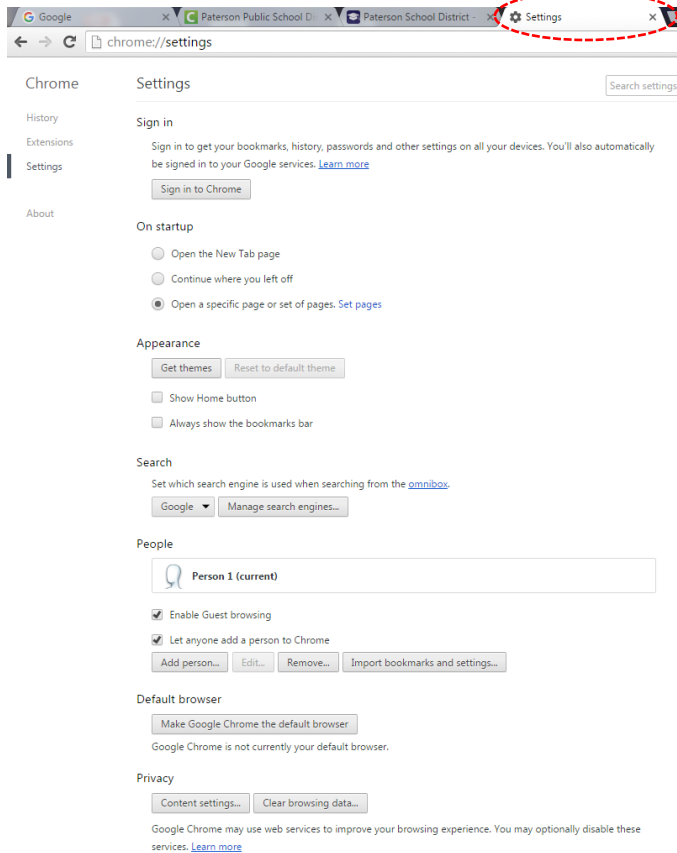 Google
Paterson Public School Di
Paterson School District -
Settings
chrome://settings
Chrome
Settings
Search settings
History
Extensions
Settings
About
Sign in
Sign in to get your bookmarks, history, passwords and other settings on all your devices. You'll also automatically
be signed in to your Google services. Learn more
Sign in to Chrome
On startup
Open the New Tab page
Continue where you left off
Open a specific page or set of pages. Set pages
Appearance
Get themes Reset to default theme
Show Home button
Always show the bookmarks bar
Search
Set which search engine is used when searching from the omnibox.
Google Manage search engines...
People
Person 1 (current)
Enable Guest browsing
Let anyone add a person to Chrome
Add person... Edit... Remove... Import bookmarks and settings...
Default browser
Make Google Chrome the default browser
Google Chrome is not currently your default browser.
Privacy
Content settings... Clear browsing data...
Google Chrome may use web services to improve your browsing experience. You may optionally disable these
services. Learn more